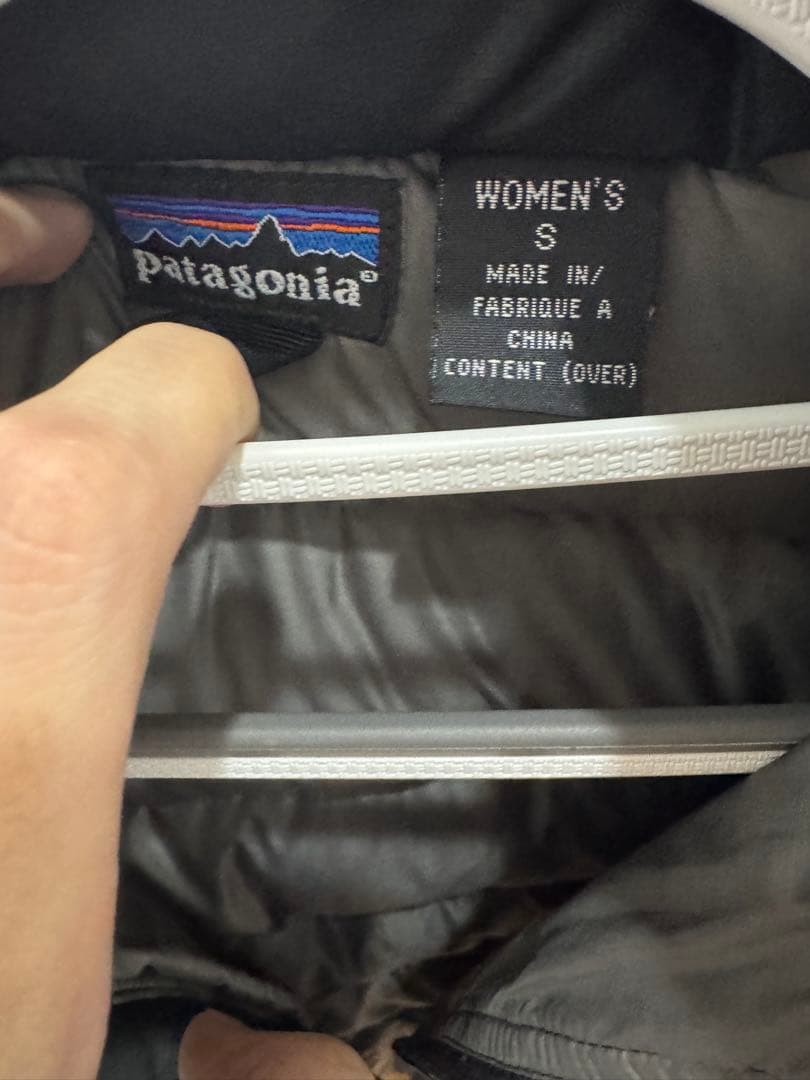 patagonia®
WOMEN'S
S
MADE IN/
FABRIQUE A
CHINA
CONTENT (OVER)